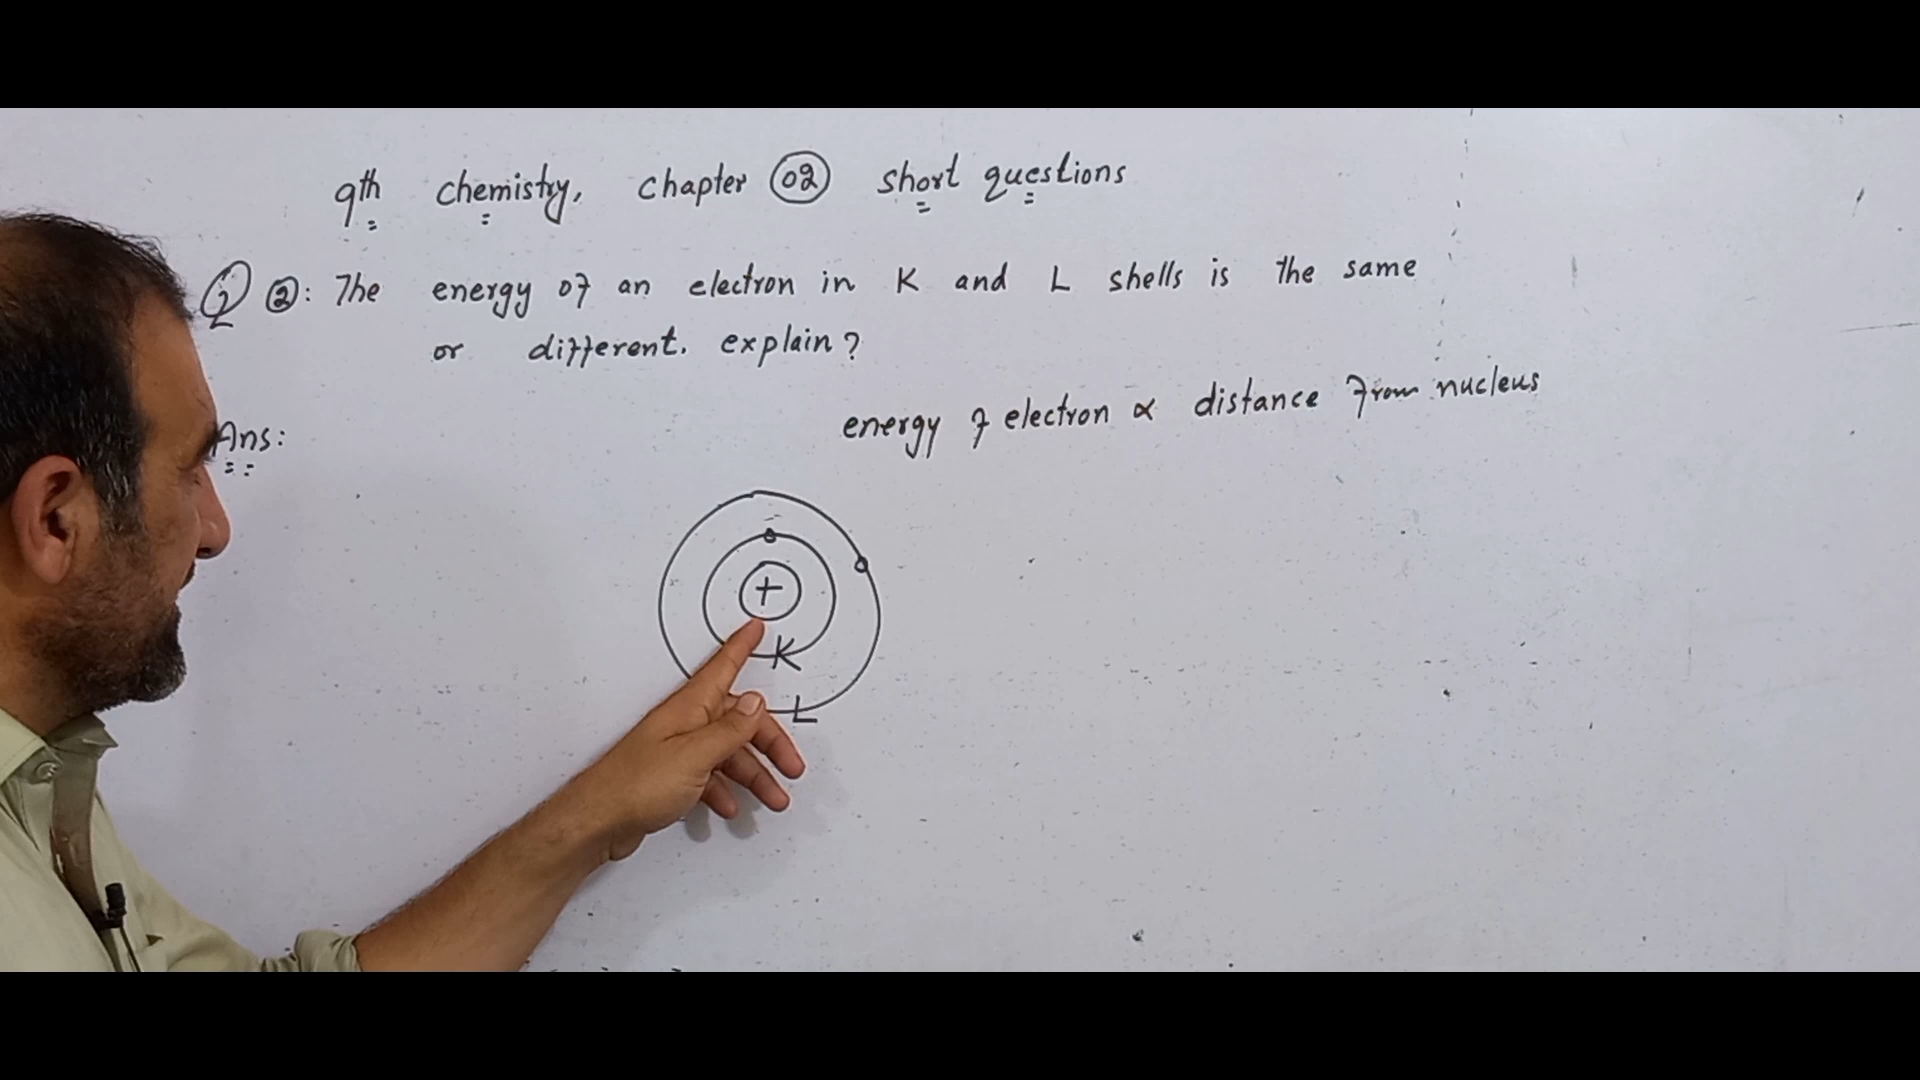 9th chemistry, chapter 02 short questions
Q 2: The energy of an electron in K and L shells is the same
or different. explain?
Ans:
energy of electron ∝ distance from nucleus
+
K
L